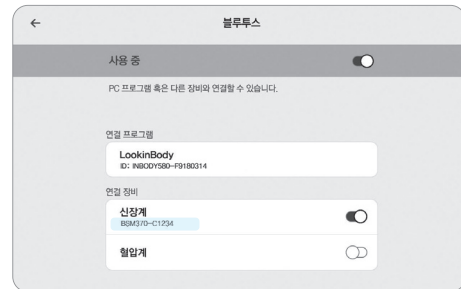 블루투스
사용 중
PC 프로그램 혹은 다른 장비와 연결할 수 있습니다.
연결 프로그램
LookinBody
ID: INBODY580-F9180314
연결 장비
신장계
BSM370-C1234
혈압계